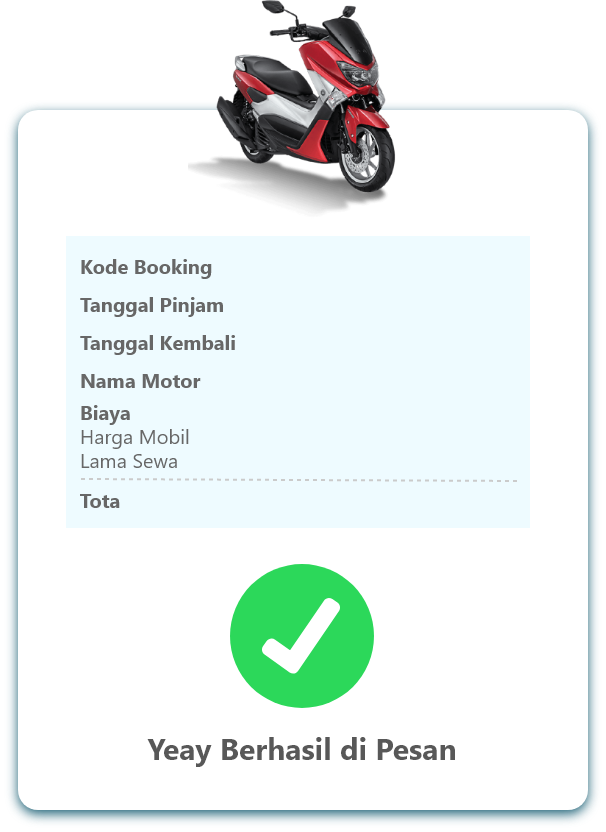 Kode Booking
Tanggal Pinjam
Tanggal Kembali
Nama Motor
Biaya
Harga Mobil
Lama Sewa
Tota
Yeay Berhasil di Pesan